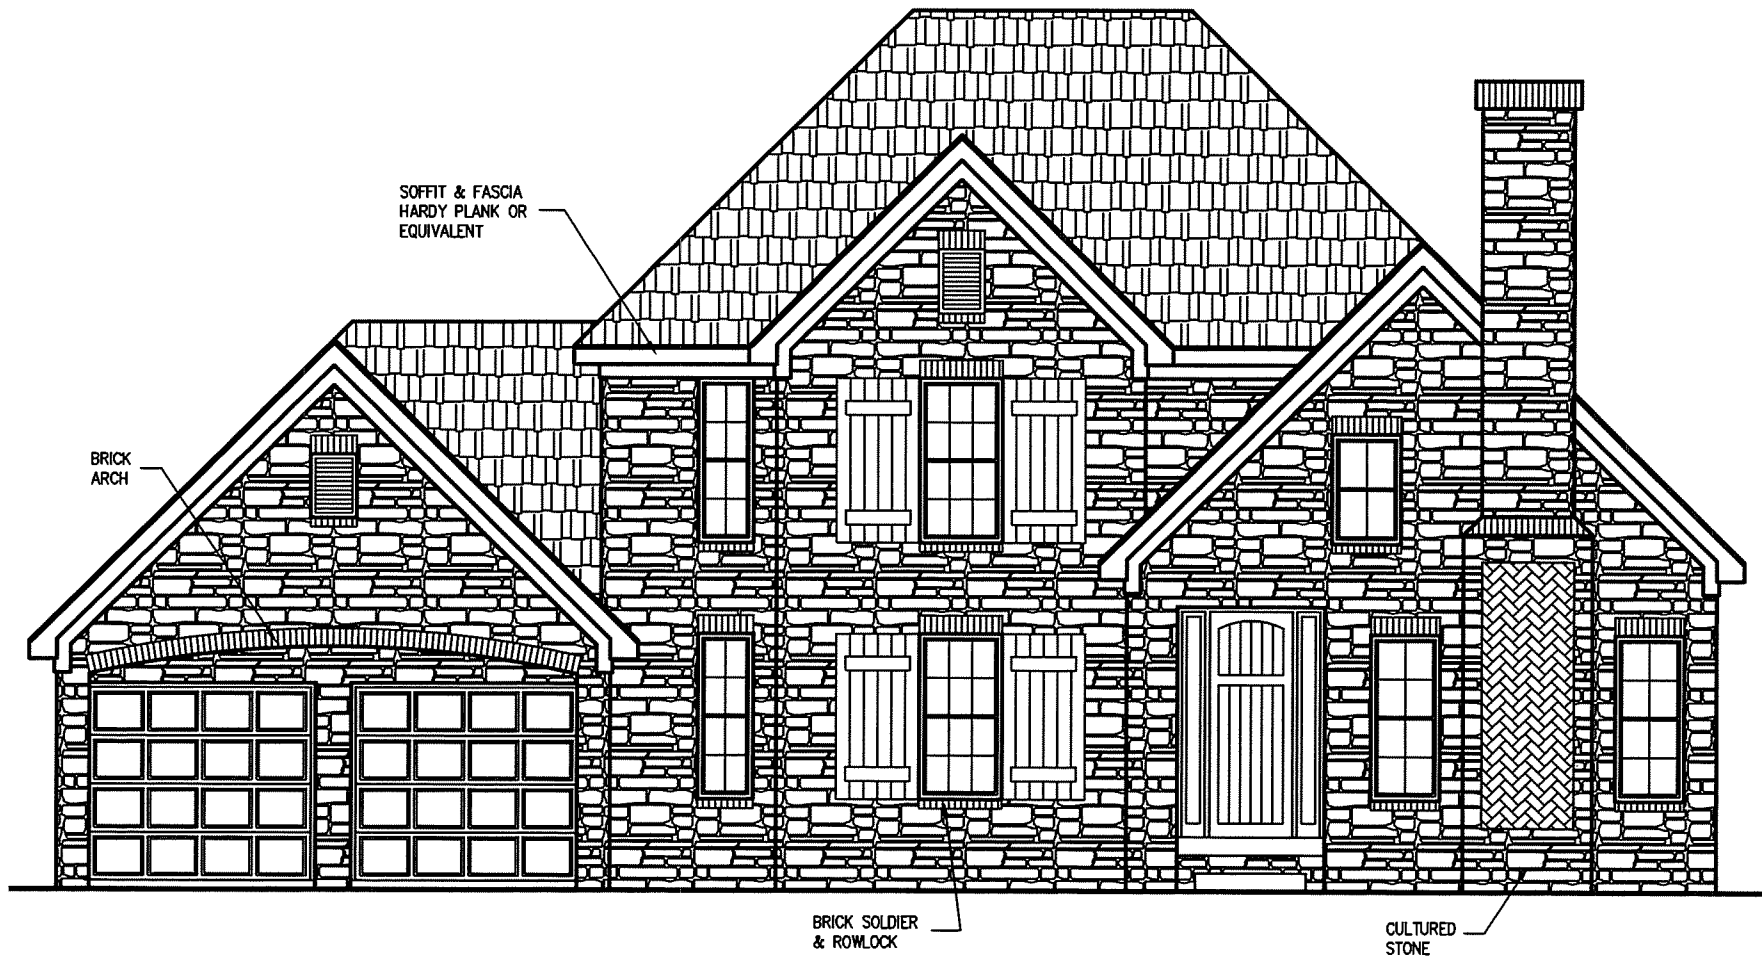 SOFFIT & FASCIA
HARDY PLANK OR
EQUIVALENT
BRICK
ARCH
BRICK SOLDIER
& ROWLOCK
CULTURED
STONE